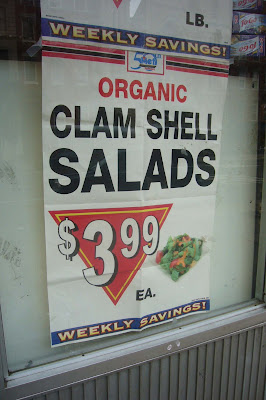 LB.
WEEKLY SAVINGS!
ORGANIC
CLAM SHELL
SALADS
$3.99
EA.
WEEKLY SAVINGS!